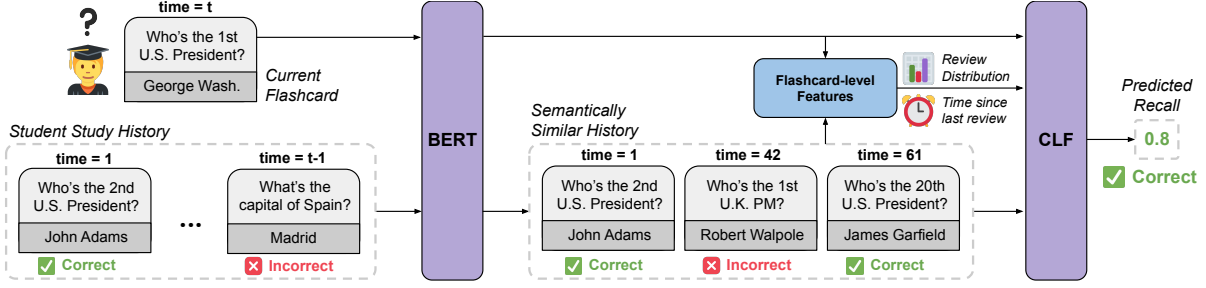 time = t
?
Who's the 1st
U.S. President?
George Wash.
Current
Flashcard
Student Study History
time = 1
Who's the 2nd
U.S. President?
John Adams
Correct
...
time = t-1
What's the
capital of Spain?
Madrid
Incorrect
BERT
Semantically
Similar History
time = 1
Who's the 2nd
U.S. President?
John Adams
Correct
time = 42
Who's the 1st
U.K. PM?
Robert Walpole
Incorrect
time = 61
Who's the 20th
U.S. President?
James Garfield
Correct
Flashcard-level
Features
Review
Distribution
Time since
last review
CLF
Predicted
Recall
0.8
Correct